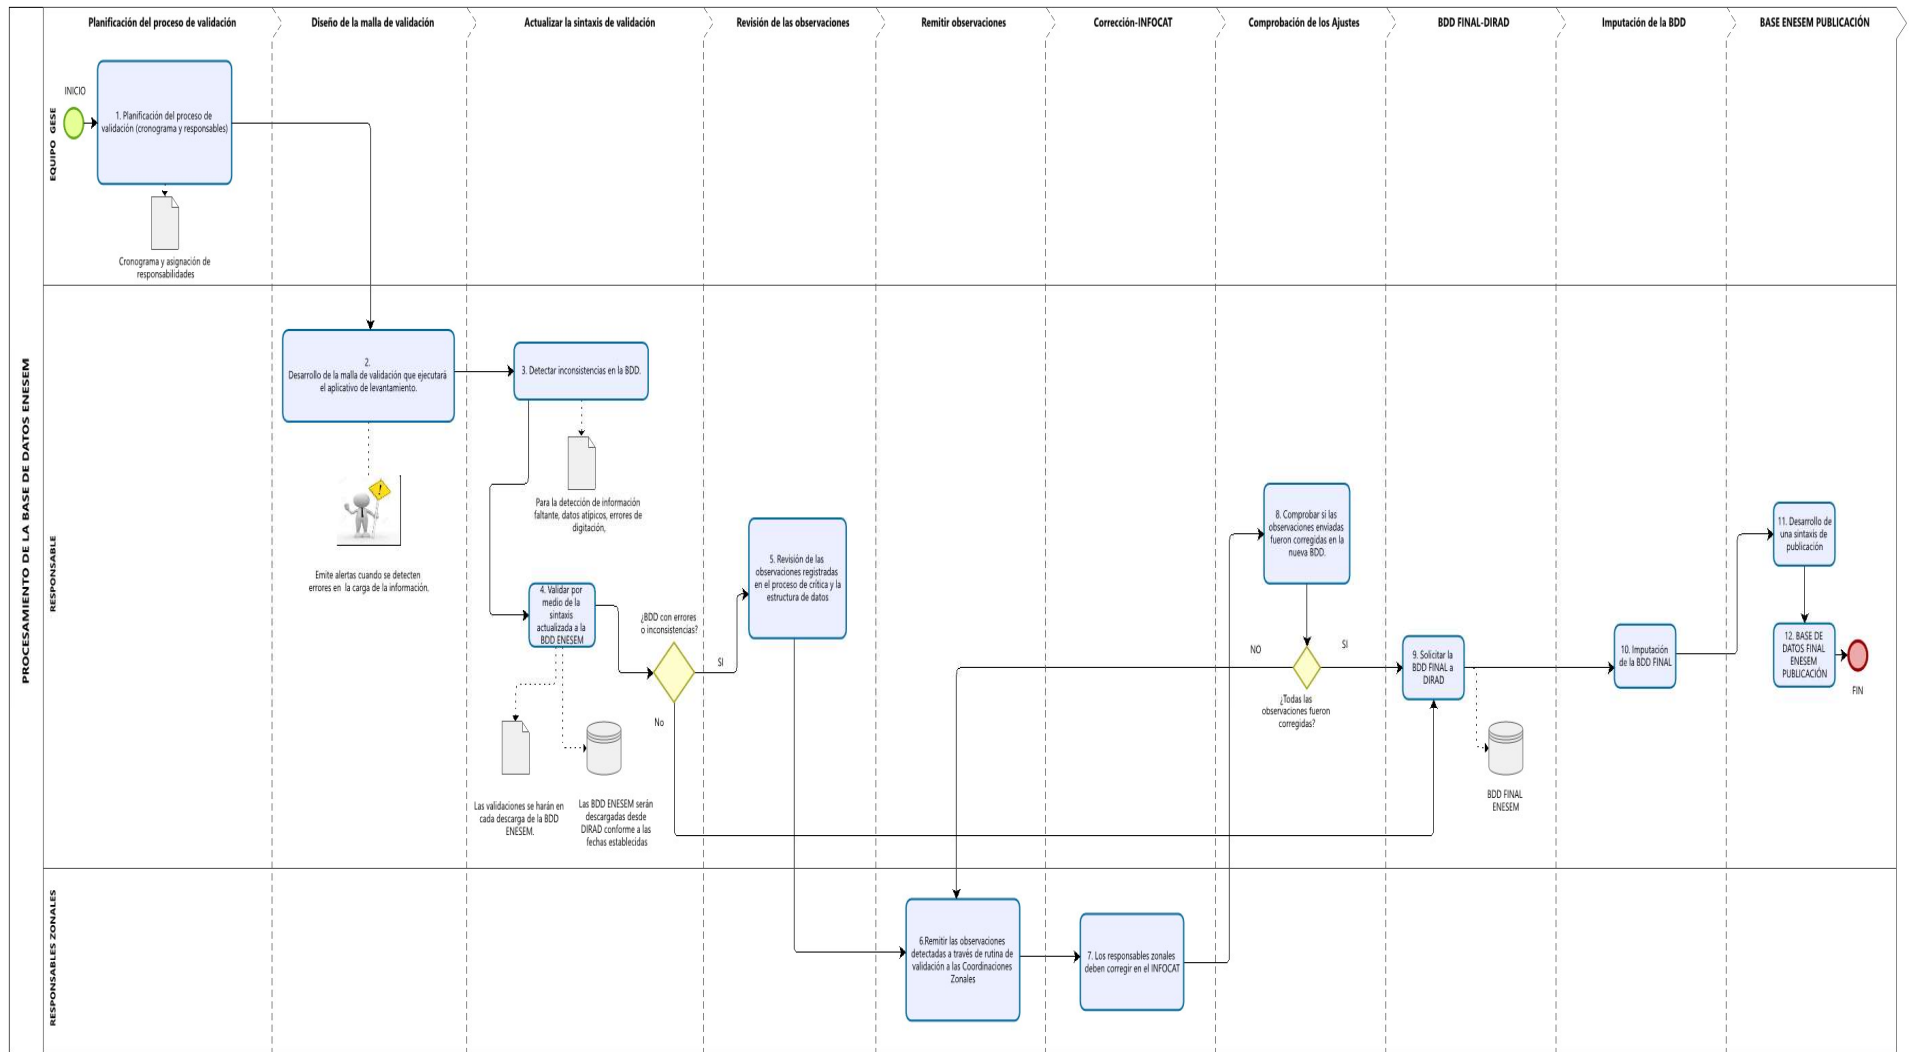 Planificación del proceso de validación
Diseño de la malla de validación
Actualizar la sintaxis de validación
Revisión de las observaciones
Remitir observaciones
Corrección-INFOCAT
Comprobación de los Ajustes
BDD FINAL-DIRAD
Imputación de la BDD
BASE ENESEM PUBLICACIÓN
PROCESAMIENTO DE LA BASE DE DATOS ENESEM
EQUIPO GESE
INICIO
1. Planificación del proceso de
validación (cronograma y responsables)
Cronograma y asignación de
responsabilidades
RESPONSABLE
2.
Desarrollo de la malla de validación que ejecutará
el aplicativo de levantamiento.
Emite alertas cuando se detecten
errores en la carga de la información.
3. Detectar inconsistencias en la BDD.
Para la detección de información
faltante, datos atípicos, errores de
digitación,
4. Validar por
medio de la
sintaxis
actualizada a la
BDD ENESEM
Las validaciones se harán en
cada descarga de la BDD
ENESEM.
Las BDD ENESEM serán
descargadas desde
DIRAD conforme a las
fechas establecidas
¿BDD con errores
o inconsistencias?
SI
No
5. Revisión de las
observaciones registradas
en el proceso de crítica y la
estructura de datos
8. Comprobar si las
observaciones enviadas
fueron corregidas en la
nueva BDD.
NO
SI
¿Todas las
observaciones fueron
corregidas?
9. Solicitar la
BDD FINAL a
DIRAD
BDD FINAL
ENESEM
10. Imputación
de la BDD FINAL
11. Desarrollo de
una sintaxis de
publicación
12. BASE DE
DATOS FINAL
ENESEM
PUBLICACIÓN
FIN
RESPONSABLES ZONALES
6.Remitir las observaciones
detectadas a través de rutina de
validación a las Coordinaciones
Zonales
7. Los responsables zonales
deben corregir en el INFOCAT